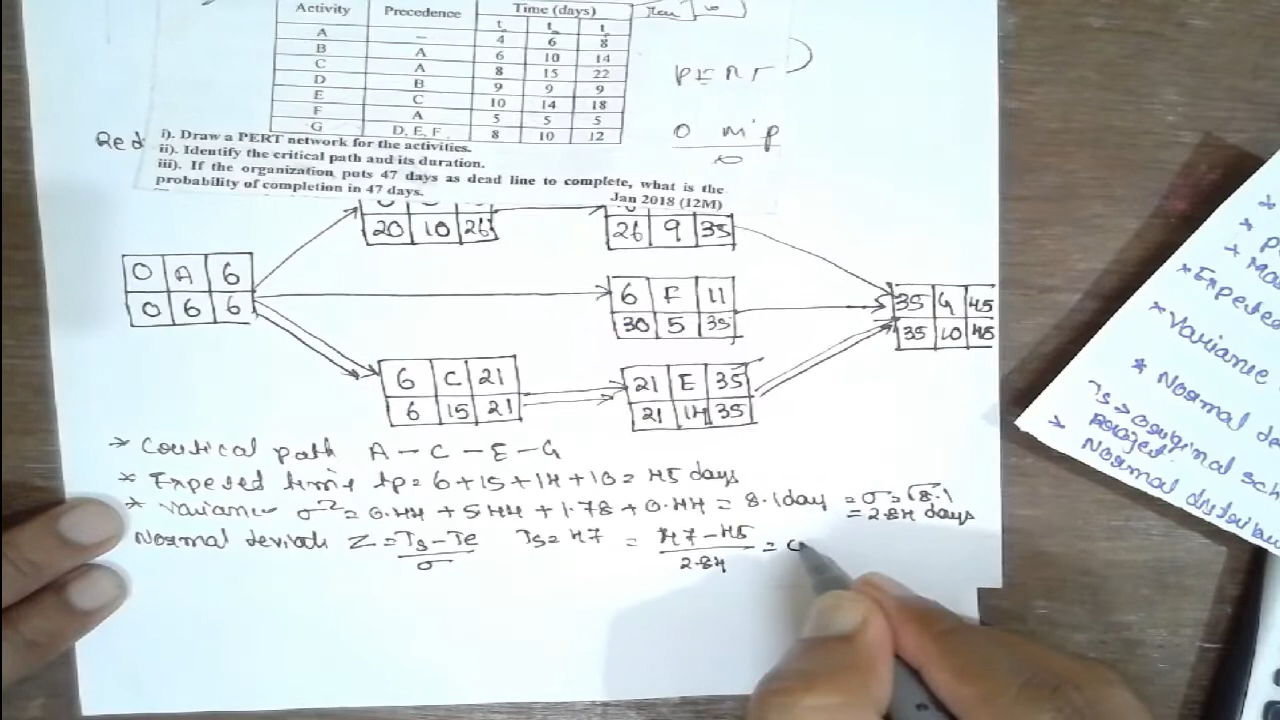 Activity Precedence Time (days)
t t t
A – 4 6 8
B A 6 10 14
C A 8 15 22
D B 9 9 9
E C 10 14 18
F A 5 5 5
G D, E, F 8 10 12
PERT
o m p
Red
i). Draw a PERT network for the activities.
ii). Identify the critical path and its duration.
iii). If the organization puts 47 days as dead line to complete, what is the
probability of completion in 47 days.
Jan 2018 (12M)
20 10 26
26 9 35
0 A 6
0 6 6
6 F 11
30 5 35
35 G 45
35 10 45
6 C 21
6 15 21
21 E 35
21 14 35
→ Coutical path A – C – E – G
* Expeted time tp = 6 + 15 + 14 + 10 = 45 days
* Variance σ² = 0.44 + 5.44 + 1.78 + 0.44 = 8.1 day = σ = √8.1
= 2.84 days
Normal deviate Z = Ts – Te Ts = 47 = 47 – 45 =
σ 2.84
* Expeted
* Variance
* Normal de
Ts → original sch
project
* Normal distribu